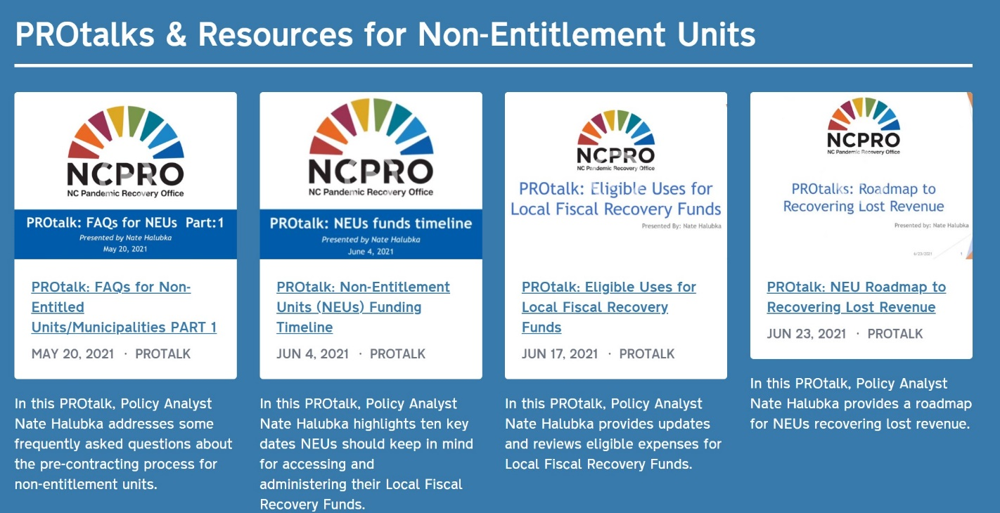 PROtalks & Resources for Non-Entitlement Units
NCPRO
NC Pandemic Recovery Office
PROtalk: FAQs for NEUs Part:1
Presented by Nate Halubka
May 20, 2021
PROtalk: FAQs for Non-
Entitled
Units/Municipalities PART 1
MAY 20, 2021 · PROTALK
In this PROtalk, Policy Analyst
Nate Halubka addresses some
frequently asked questions about
the pre-contracting process for
non-entitlement units.
NCPRO
NC Pandemic Recovery Office
PROtalk: NEUs funds timeline
Presented by Nate Halubka
June 4, 2021
PROtalk: Non-Entitlement
Units (NEUs) Funding
Timeline
JUN 4, 2021 · PROTALK
In this PROtalk, Policy Analyst
Nate Halubka highlights ten key
dates NEUs should keep in mind
for accessing and
administering their Local Fiscal
Recovery Funds.
NCPRO
NC Pandemic Recovery Office
PROtalk: Eligible Uses for
Local Fiscal Recovery Funds
Presented By: Nate Halubka
PROtalk: Eligible Uses for
Local Fiscal Recovery
Funds
JUN 17, 2021 · PROTALK
In this PROtalk, Policy Analyst
Nate Halubka provides updates
and reviews eligible expenses for
Local Fiscal Recovery Funds.
NCPRO
NC Pandemic Recovery Office
PROtalks: Roadmap to
Recovering Lost Revenue
Presented by: Nate Halubka
6/23/2021 1
PROtalk: NEU Roadmap to
Recovering Lost Revenue
JUN 23, 2021 · PROTALK
In this PROtalk, Policy Analyst
Nate Halubka provides a roadmap
for NEUs recovering lost revenue.